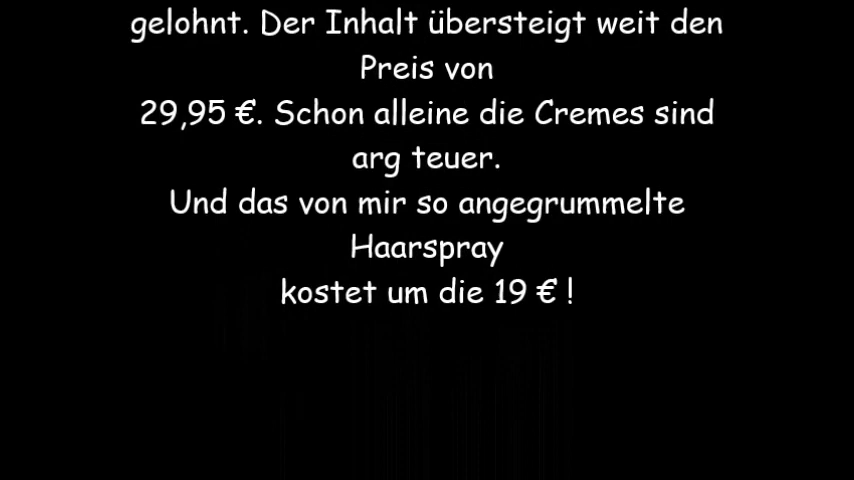 gelohnt. Der Inhalt übersteigt weit den
Preis von
29,95 €. Schon alleine die Cremes sind
arg teuer.
Und das von mir so angegrummelte
Haarspray
kostet um die 19 € !